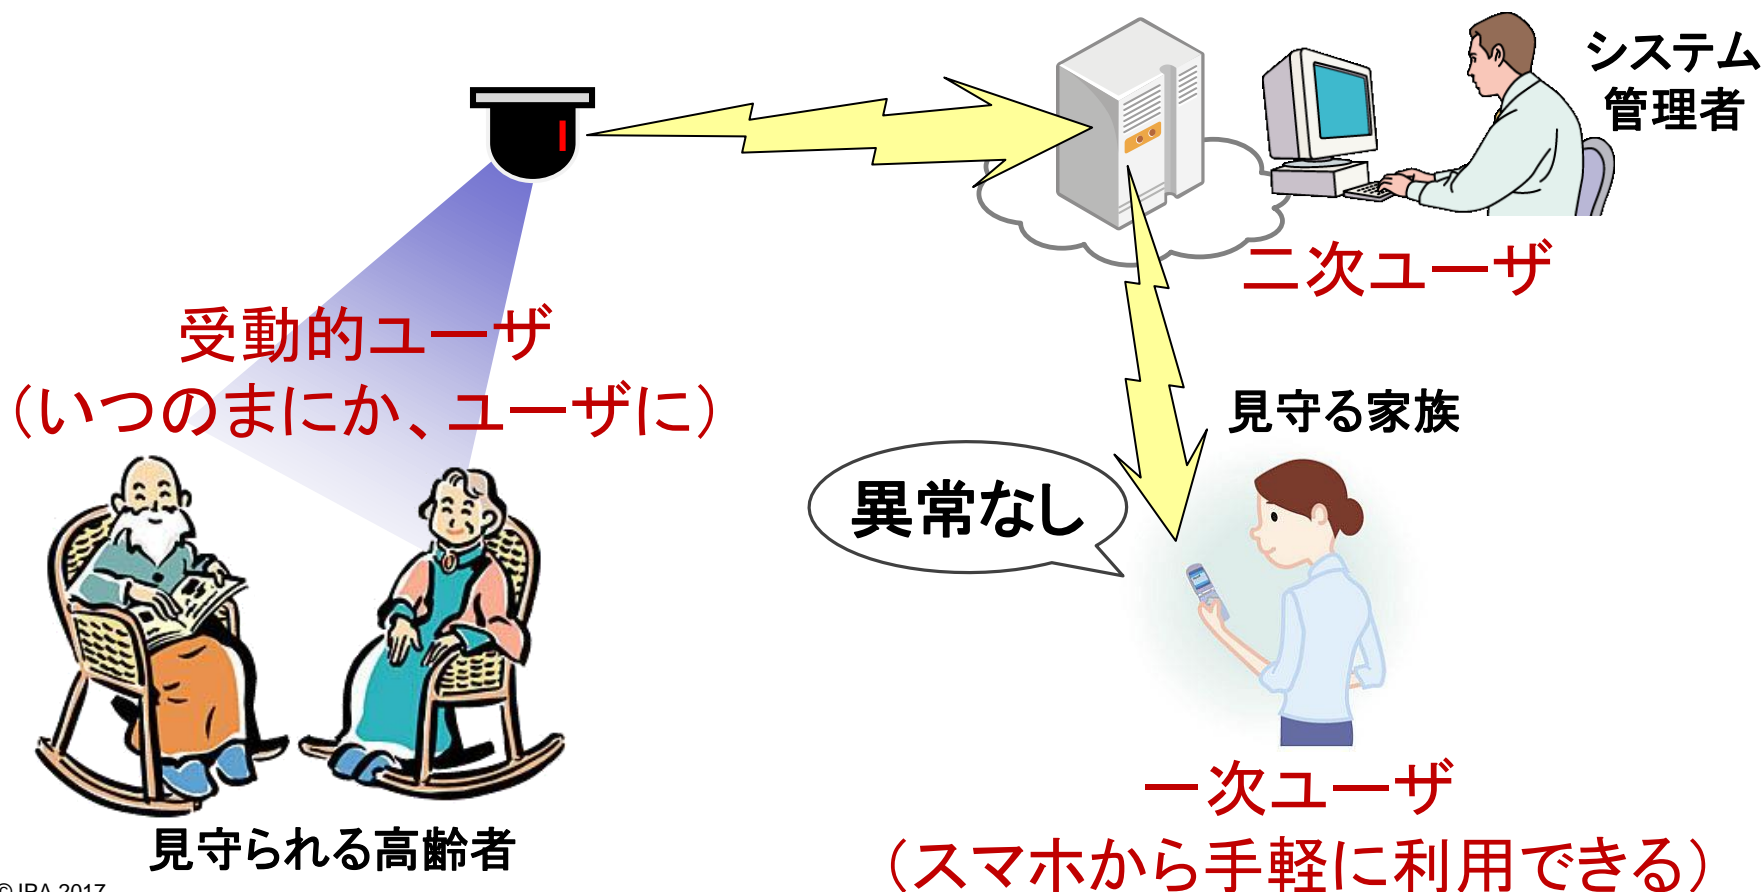 システム
管理者
二次ユーザ
受動的ユーザ
（いつのまにか、ユーザに）
見守る家族
異常なし
見守られる高齢者
一次ユーザ
（スマホから手軽に利用できる）
© IPA 2017